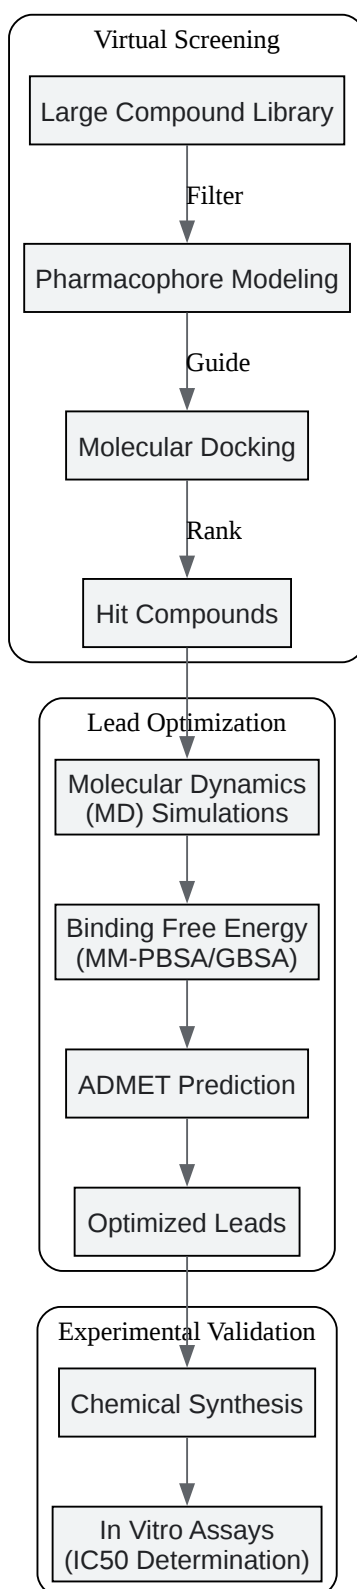 Virtual Screening
Large Compound Library
Filter
Pharmacophore Modeling
Guide
Molecular Docking
Rank
Hit Compounds
Lead Optimization
Molecular Dynamics
(MD) Simulations
Binding Free Energy
(MM-PBSA/GBSA)
ADMET Prediction
Optimized Leads
Experimental Validation
Chemical Synthesis
In Vitro Assays
(IC50 Determination)